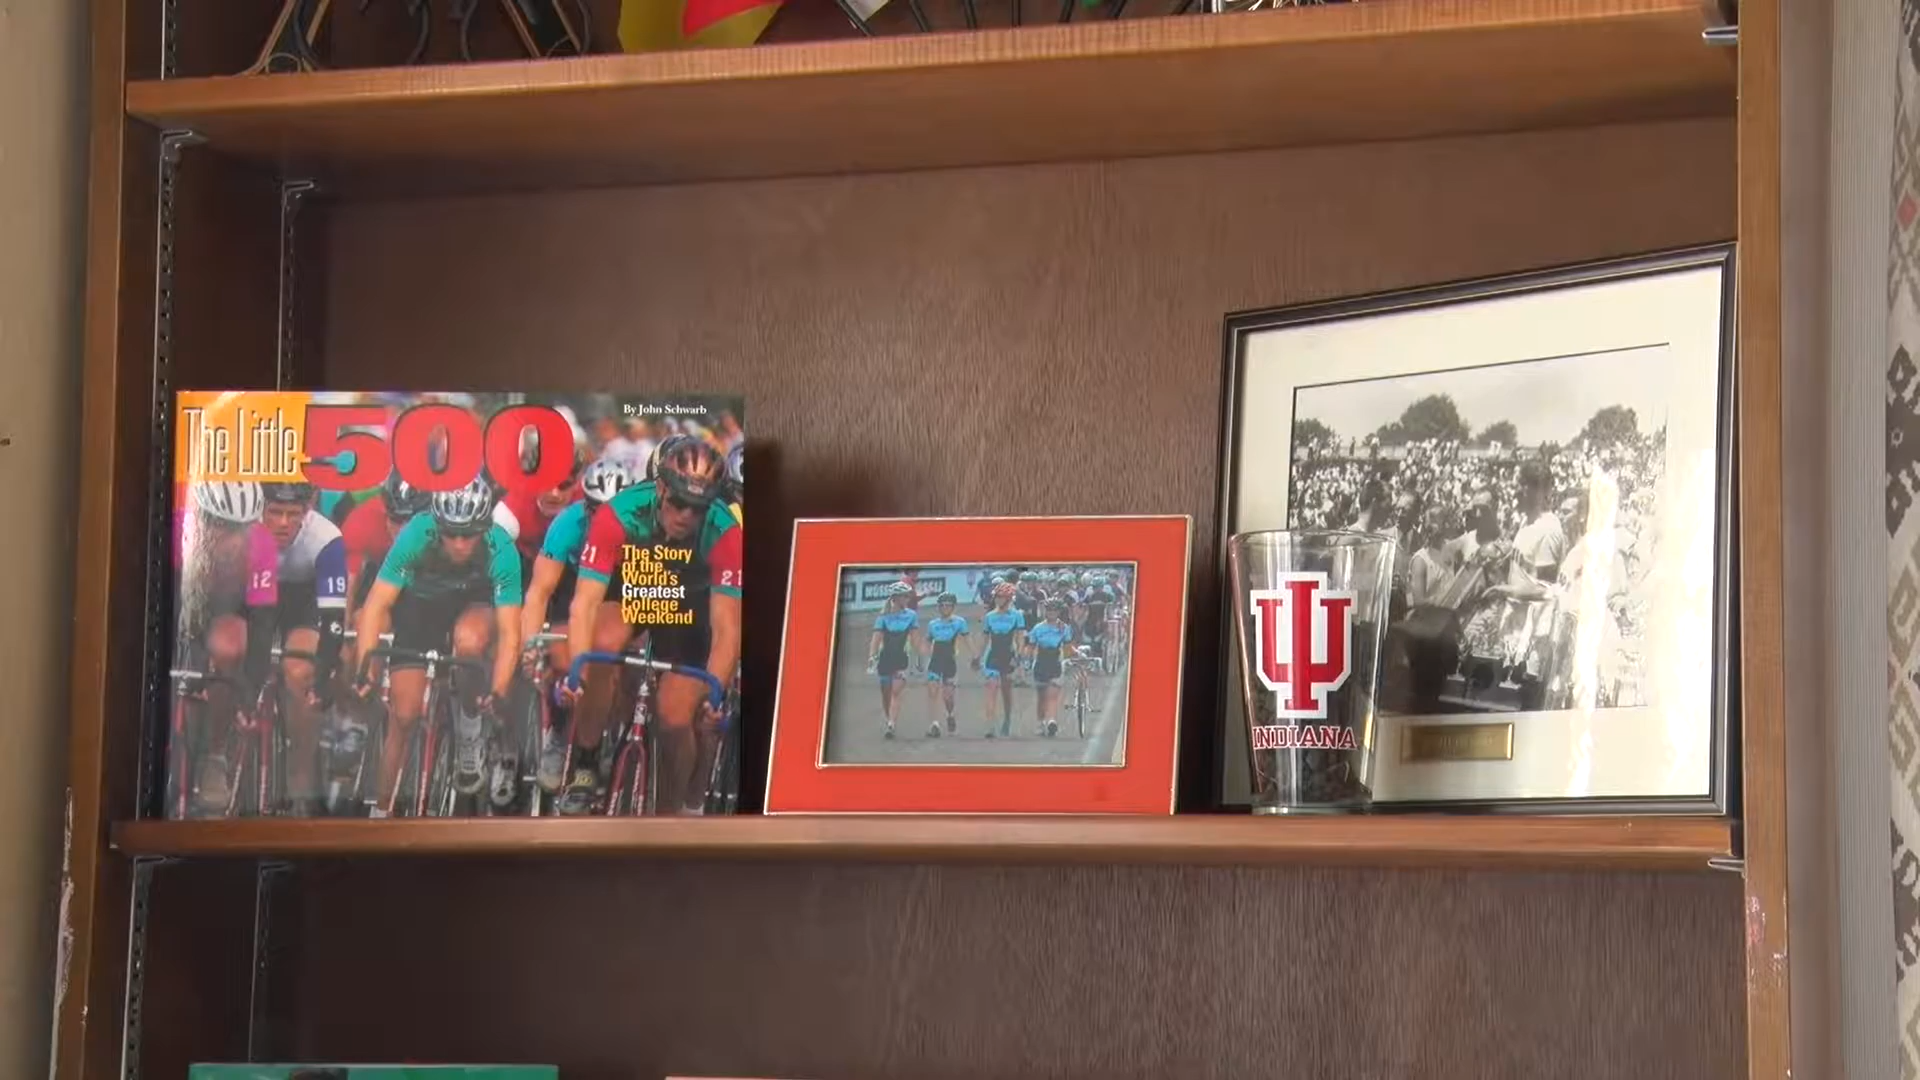 The Little 500
By John Schwarb
12
19
21
21
The Story
of the
World's
Greatest
College
Weekend
INDIANA